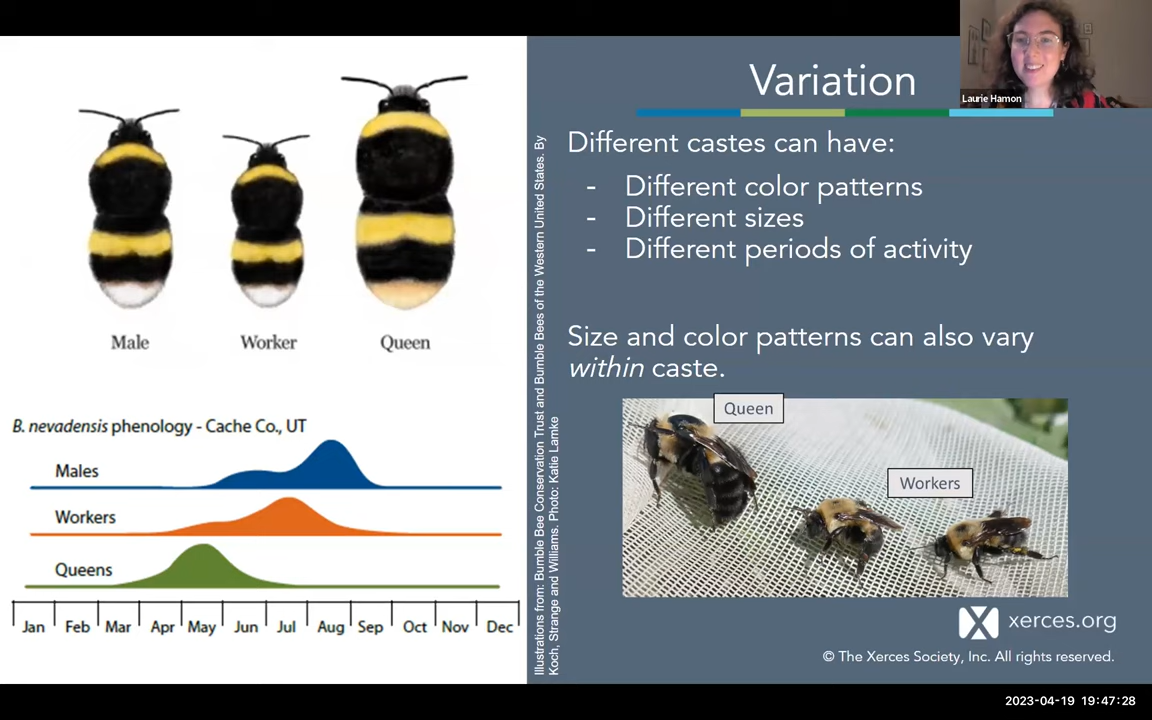 Laurie Hamon
Variation
Different castes can have:
- Different color patterns
- Different sizes
- Different periods of activity
Size and color patterns can also vary
within caste.
Queen
Workers
xerces.org
© The Xerces Society, Inc. All rights reserved.
Male
Worker
Queen
B. nevadensis phenology - Cache Co., UT
Males
Workers
Queens
Jan Feb Mar Apr May Jun Jul Aug Sep Oct Nov Dec
Illustrations from: Bumble Bee Conservation Trust and Bumble Bees of the Western United States. By
Koch, Strange and Williams. Photo: Katie Lamke
2023-04-19 19:47:28